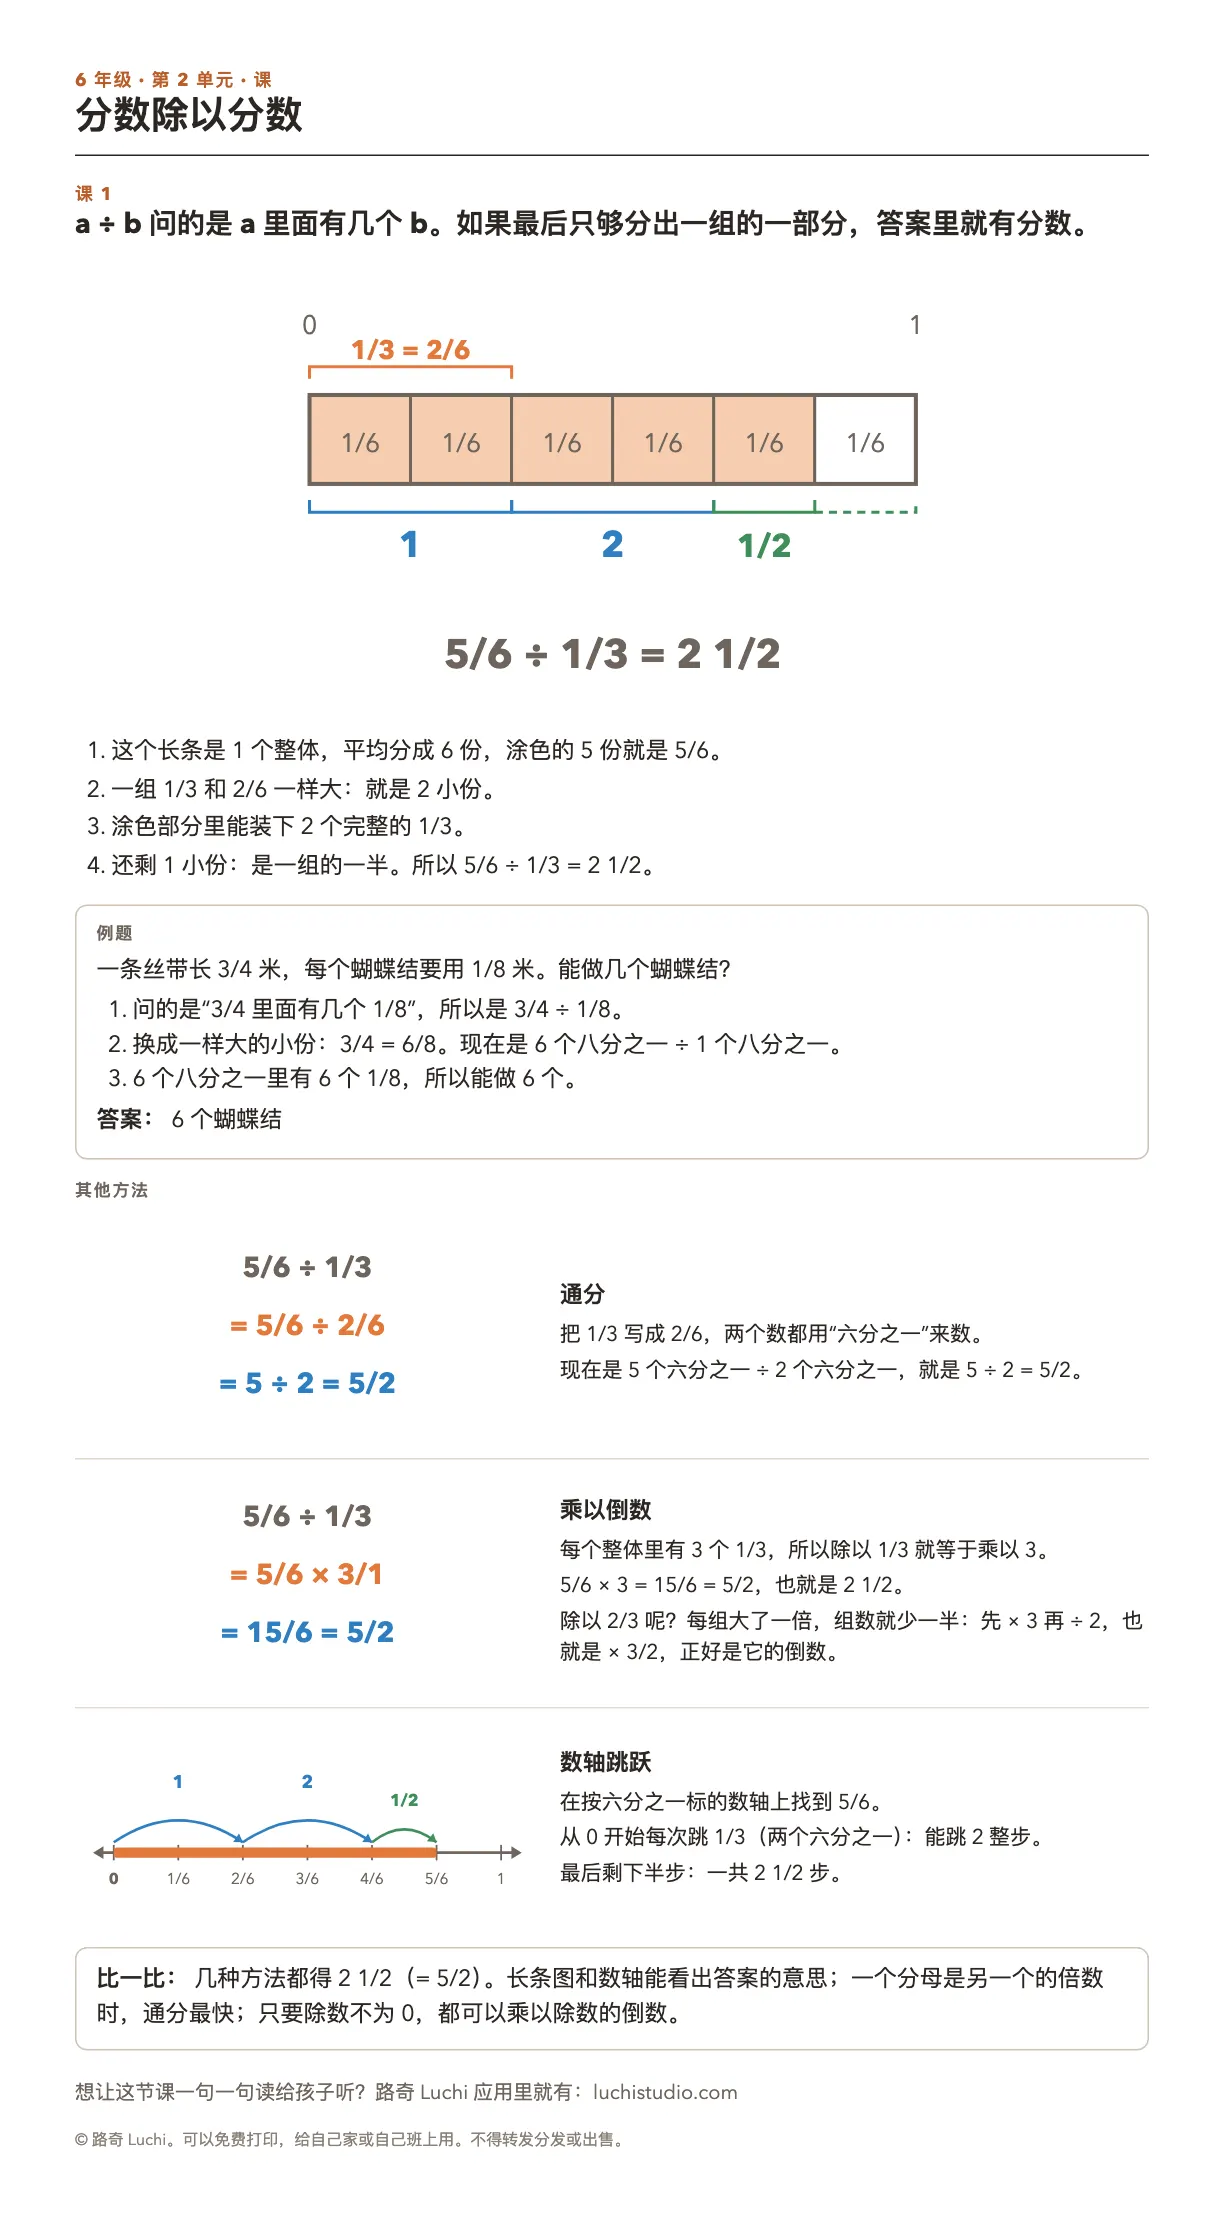 6 年级 · 第 2 单元 · 课
分数除以分数
课 1
a ÷ b 问的是 a 里面有几个 b。如果最后只够分出一组的一部分，答案里就有分数。
0 1
1/3 = 2/6
1/6 1/6 1/6 1/6 1/6 1/6
1 2 1/2
5/6 ÷ 1/3 = 2 1/2
1. 这个长条是 1 个整体，平均分成 6 份，涂色的 5 份就是 5/6。
2. 一组 1/3 和 2/6 一样大：就是 2 小份。
3. 涂色部分里能装下 2 个完整的 1/3。
4. 还剩 1 小份：是一组的一半。所以 5/6 ÷ 1/3 = 2 1/2。
例题
一条丝带长 3/4 米，每个蝴蝶结要用 1/8 米。能做几个蝴蝶结？
1. 问的是“3/4 里面有几个 1/8”，所以是 3/4 ÷ 1/8。
2. 换成一样大的小份：3/4 = 6/8。现在是 6 个八分之一 ÷ 1 个八分之一。
3. 6 个八分之一里有 6 个 1/8，所以能做 6 个。
答案： 6 个蝴蝶结
其他方法
5/6 ÷ 1/3
= 5/6 ÷ 2/6
= 5 ÷ 2 = 5/2
通分
把 1/3 写成 2/6，两个数都用“六分之一”来数。
现在是 5 个六分之一 ÷ 2 个六分之一，就是 5 ÷ 2 = 5/2。
5/6 ÷ 1/3
= 5/6 × 3/1
= 15/6 = 5/2
乘以倒数
每个整体里有 3 个 1/3，所以除以 1/3 就等于乘以 3。
5/6 × 3 = 15/6 = 5/2，也就是 2 1/2。
除以 2/3 呢？每组大了一倍，组数就少一半：先 × 3 再 ÷ 2，也
就是 × 3/2，正好是它的倒数。
1 2 1/2
0 1/6 2/6 3/6 4/6 5/6 1
数轴跳跃
在按六分之一标的数轴上找到 5/6。
从 0 开始每次跳 1/3（两个六分之一）：能跳 2 整步。
最后剩下半步：一共 2 1/2 步。
比一比： 几种方法都得 2 1/2（= 5/2）。长条图和数轴能看出答案的意思；一个分母是另一个的倍数
时，通分最快；只要除数不为 0，都可以乘以除数的倒数。
想让这节课一句一句读给孩子听？路奇 Luchi 应用里就有：luchistudio.com
© 路奇 Luchi。可以免费打印，给自己家或自己班上用。不得转发分发或出售。